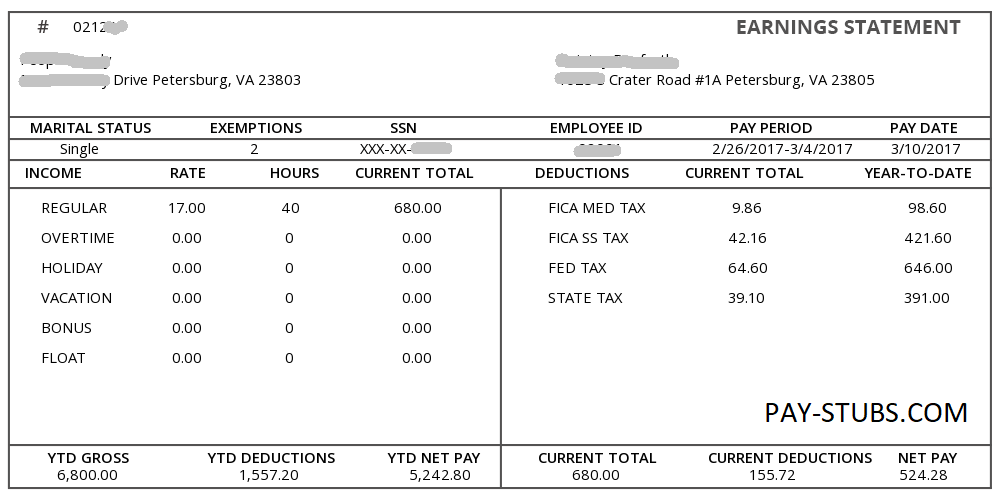 # 0212
EARNINGS STATEMENT
Drive Petersburg, VA 23803
Crater Road #1A Petersburg, VA 23805
MARITAL STATUS EXEMPTIONS SSN EMPLOYEE ID PAY PERIOD PAY DATE
Single 2 XXX-XX- 2/26/2017-3/4/2017 3/10/2017
INCOME RATE HOURS CURRENT TOTAL DEDUCTIONS CURRENT TOTAL YEAR-TO-DATE
REGULAR 17.00 40 680.00 FICA MED TAX 9.86 98.60
OVERTIME 0.00 0 0.00 FICA SS TAX 42.16 421.60
HOLIDAY 0.00 0 0.00 FED TAX 64.60 646.00
VACATION 0.00 0 0.00 STATE TAX 39.10 391.00
BONUS 0.00 0 0.00
FLOAT 0.00 0 0.00
PAY-STUBS.COM
YTD GROSS YTD DEDUCTIONS YTD NET PAY CURRENT TOTAL CURRENT DEDUCTIONS NET PAY
6,800.00 1,557.20 5,242.80 680.00 155.72 524.28